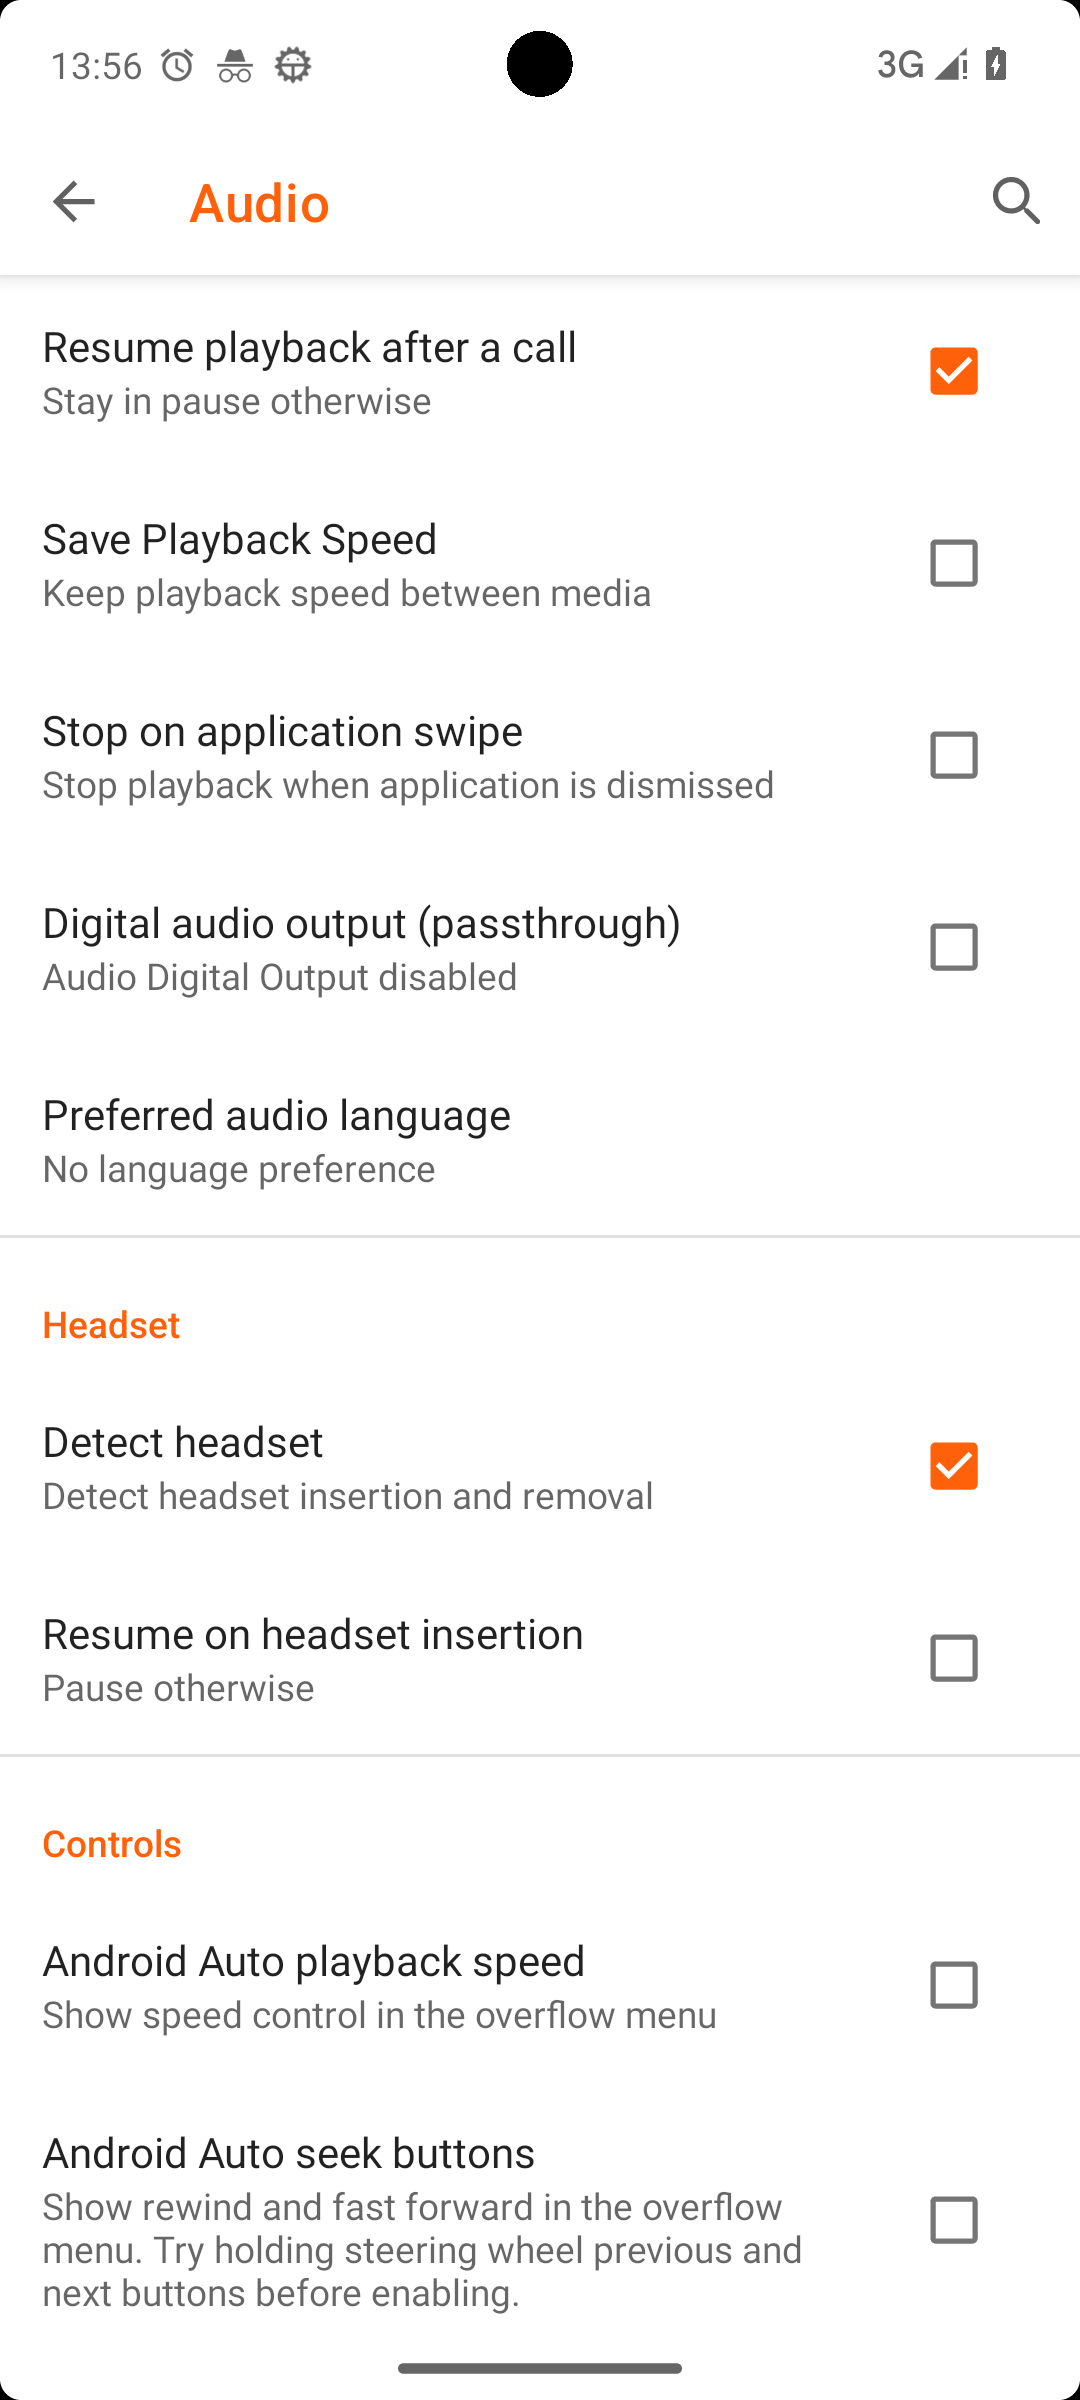 13:56
3G
Audio
Resume playback after a call
Stay in pause otherwise
Save Playback Speed
Keep playback speed between media
Stop on application swipe
Stop playback when application is dismissed
Digital audio output (passthrough)
Audio Digital Output disabled
Preferred audio language
No language preference
Headset
Detect headset
Detect headset insertion and removal
Resume on headset insertion
Pause otherwise
Controls
Android Auto playback speed
Show speed control in the overflow menu
Android Auto seek buttons
Show rewind and fast forward in the overflow
menu. Try holding steering wheel previous and
next buttons before enabling.